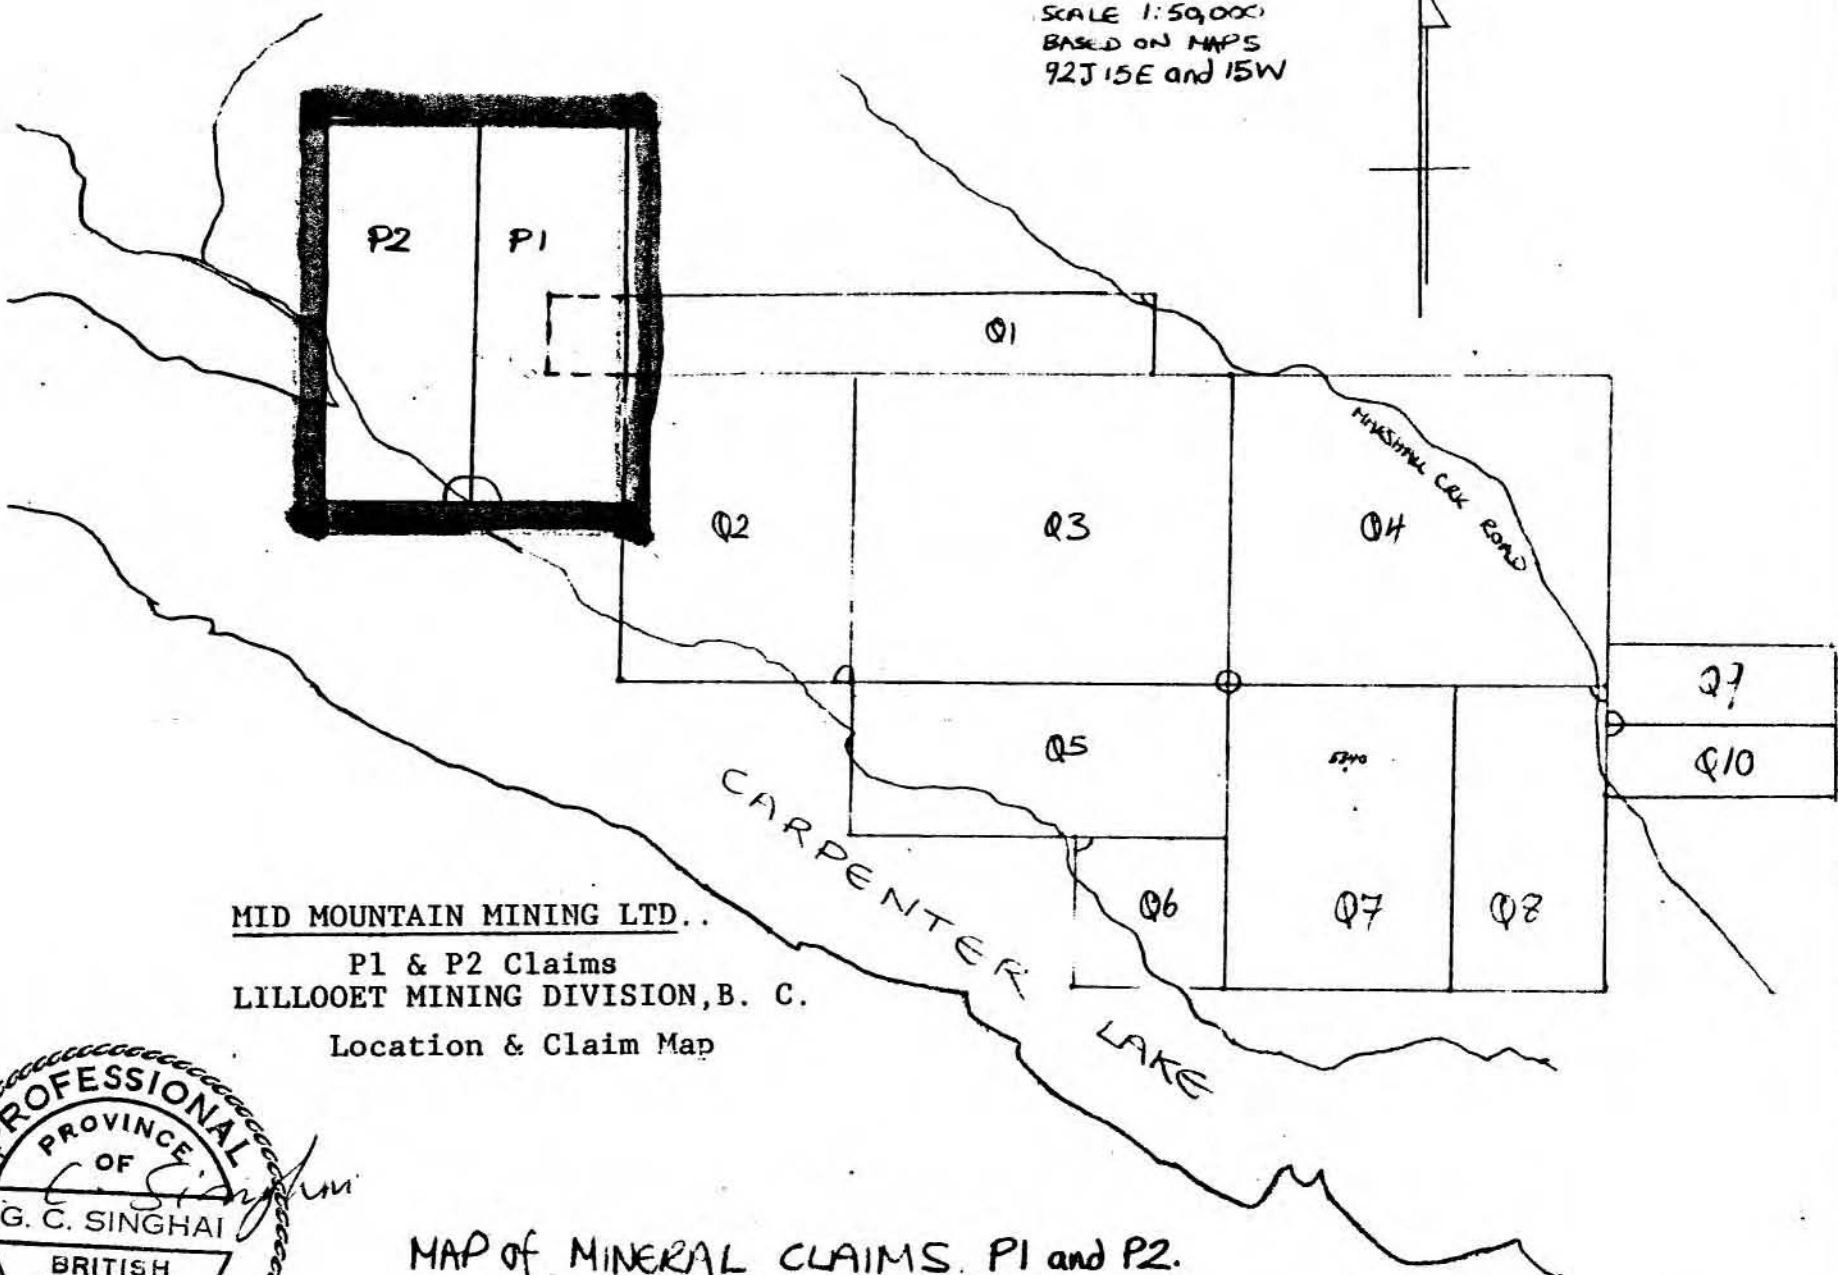 SCALE 1:50,000
BASED ON MAPS
92J 15E and 15W
P2
P1
Q1
Q2
Q3
Q4
CRK ROAD
Q5
Q10
Q6
Q7
Q8
CARPENTER
LAKE
MID MOUNTAIN MINING LTD..
P1 & P2 Claims
LILLOOET MINING DIVISION, B. C.
Location & Claim Map
PROFESSIONAL
PROVINCE
OF
G. C. SINGHAI
BRITISH
MAP of MINERAL CLAIMS. P1 and P2.